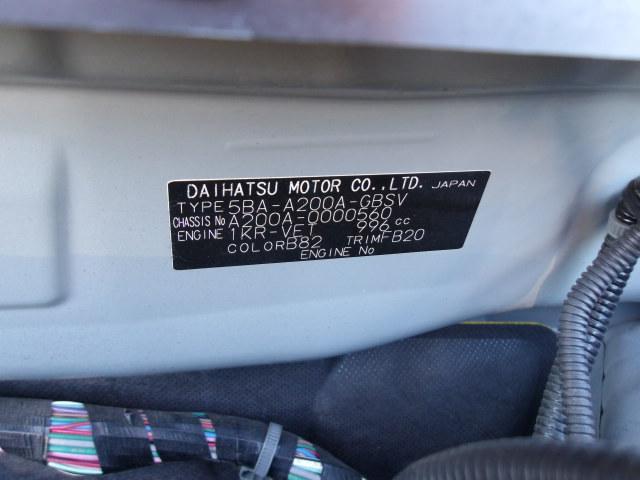 DAIHATSU MOTOR CO.,LTD. JAPAN
TYPE 5BA-A200A-GBSV
CHASSIS No A200A-0000560
ENGINE 1KR-VET 996 cc
COLOR B82 TRIM FB20
ENGINE No